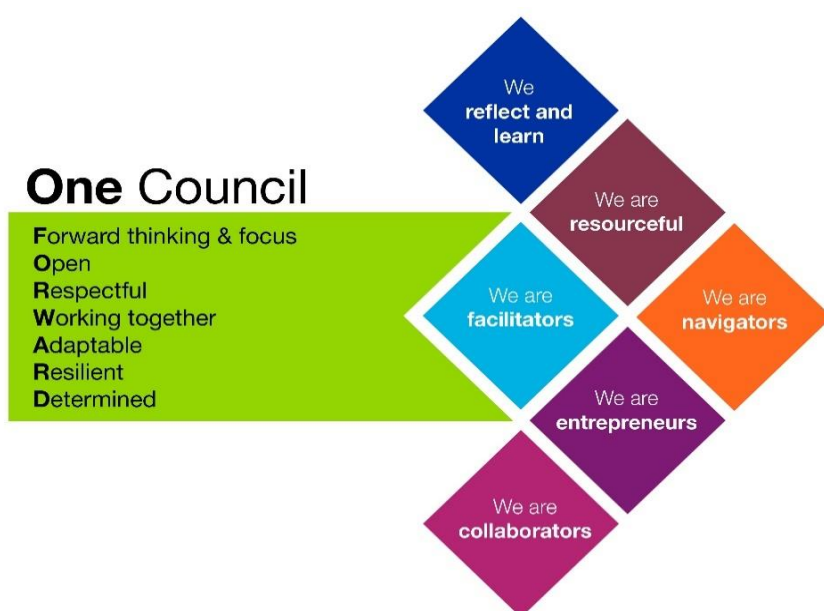 One Council
Forward thinking & focus
Open
Respectful
Working together
Adaptable
Resilient
Determined
We
reflect and
learn
We are
resourceful
We are
facilitators
We are
navigators
We are
entrepreneurs
We are
collaborators